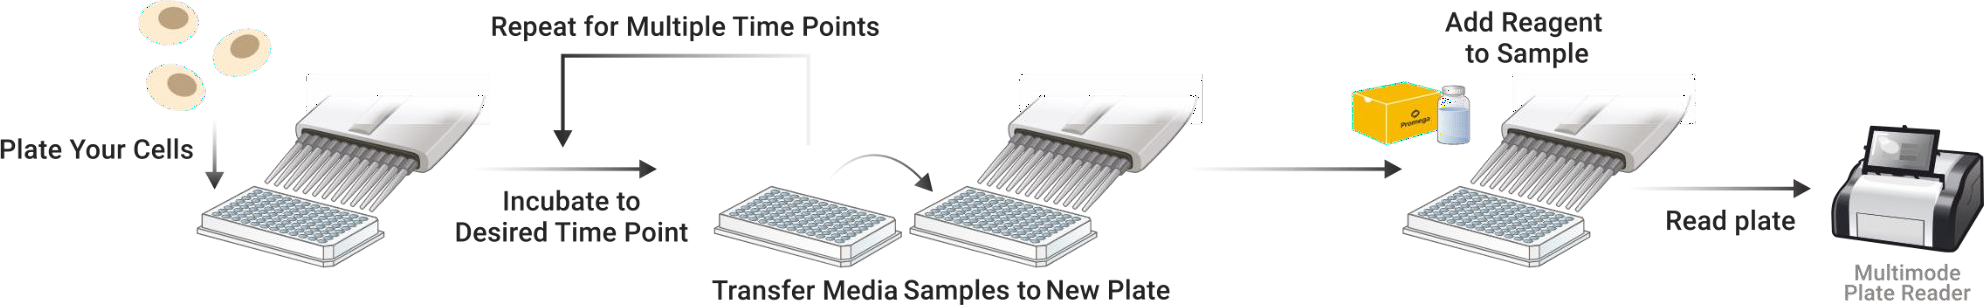 Repeat for Multiple Time Points
Add Reagent
to Sample
Promega
Plate Your Cells
Incubate to
Desired Time Point
Read plate
Transfer Media Samples to New Plate
Multimode
Plate Reader